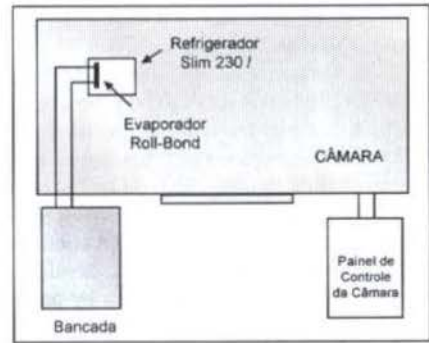 Refrigerador
Slim 230 l
Evaporador
Roll-Bond
CÂMARA
Painel de
Controle
da Câmara
Bancada